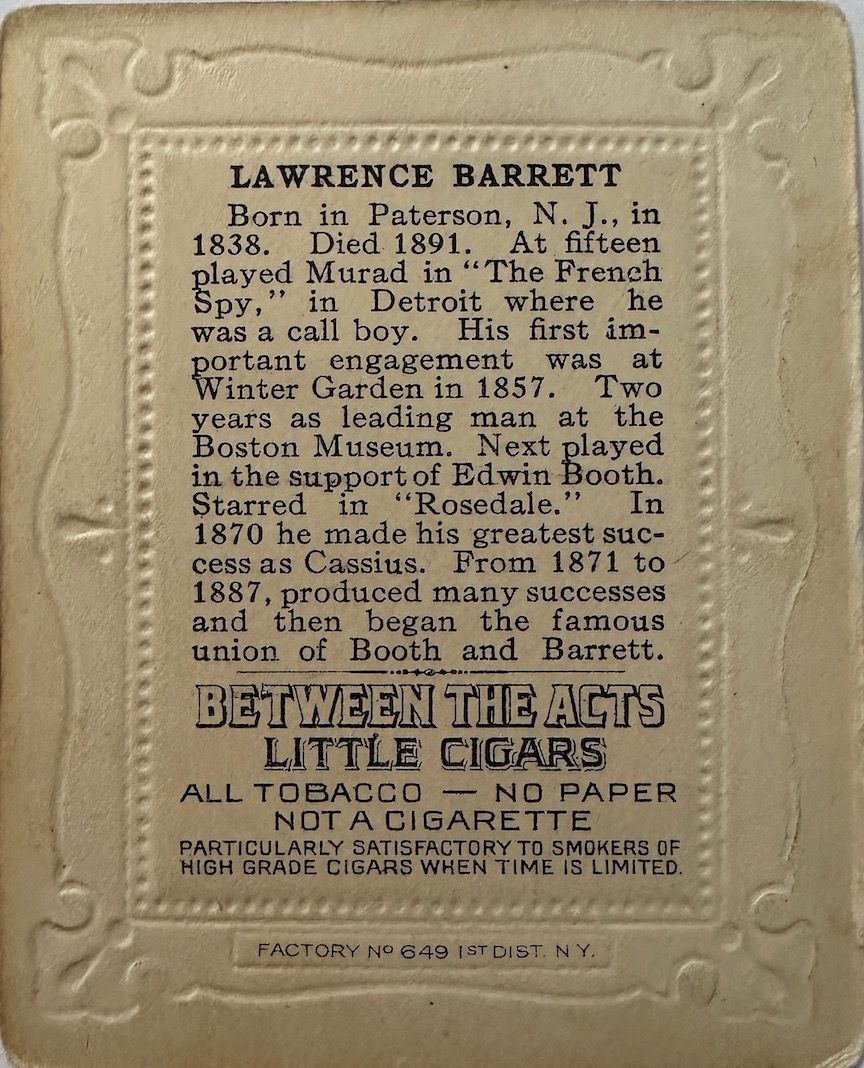 LAWRENCE BARRETT
Born in Paterson, N. J., in
1838. Died 1891. At fifteen
played Murad in “The French
Spy,” in Detroit where he
was a call boy. His first im-
portant engagement was at
Winter Garden in 1857. Two
years as leading man at the
Boston Museum. Next played
in the support of Edwin Booth.
Starred in “Rosedale.” In
1870 he made his greatest suc-
cess as Cassius. From 1871 to
1887, produced many successes
and then began the famous
union of Booth and Barrett.
BETWEEN THE ACTS
LITTLE CIGARS
ALL TOBACCO — NO PAPER
NOT A CIGARETTE
PARTICULARLY SATISFACTORY TO SMOKERS OF
HIGH GRADE CIGARS WHEN TIME IS LIMITED.
FACTORY Nº 649 1ST DIST. N Y.